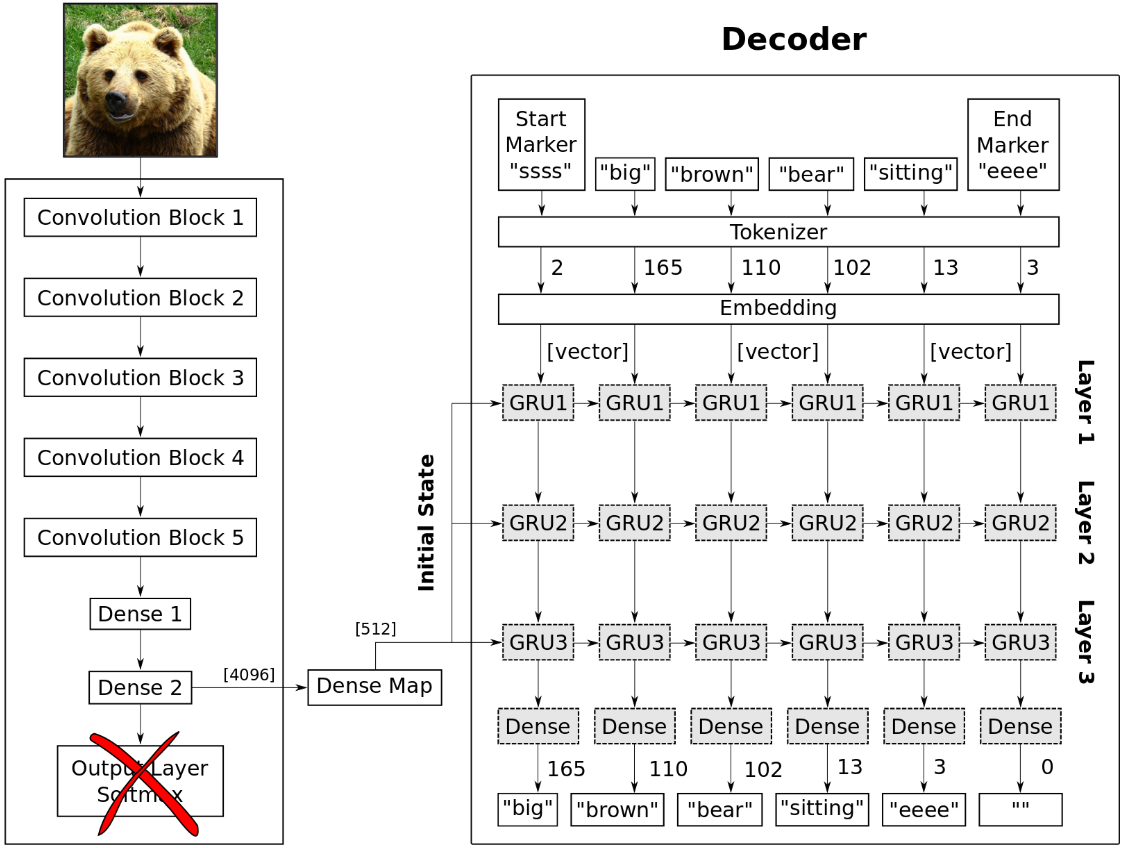 Decoder
Convolution Block 1
Convolution Block 2
Convolution Block 3
Convolution Block 4
Convolution Block 5
Dense 1
Dense 2
Output Layer
Softmax
[4096]
Dense Map
[512]
Initial State
Start
Marker
"ssss"
"big"
"brown"
"bear"
"sitting"
End
Marker
"eeee"
Tokenizer
2 165 110 102 13 3
Embedding
[vector] [vector] [vector]
GRU1 GRU1 GRU1 GRU1 GRU1 GRU1
Layer 1
GRU2 GRU2 GRU2 GRU2 GRU2 GRU2
Layer 2
GRU3 GRU3 GRU3 GRU3 GRU3 GRU3
Layer 3
Dense Dense Dense Dense Dense Dense
165 110 102 13 3 0
"big" "brown" "bear" "sitting" "eeee" ""